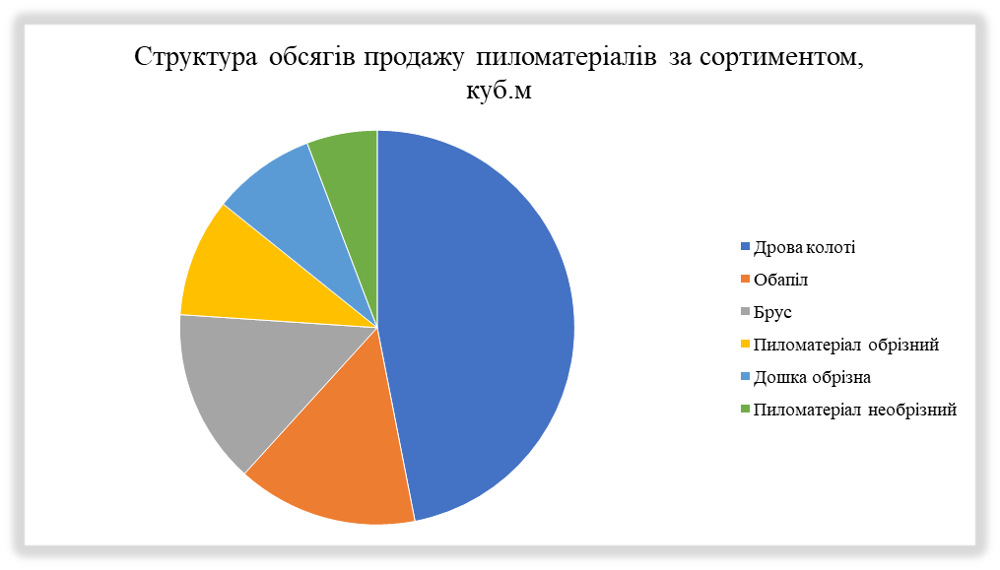 Структура обсягів продажу пиломатеріалів за сортиментом,
куб.м
Дрова колоті
Обапіл
Брус
Пиломатеріал обрізний
Дошка обрізна
Пиломатеріал необрізний